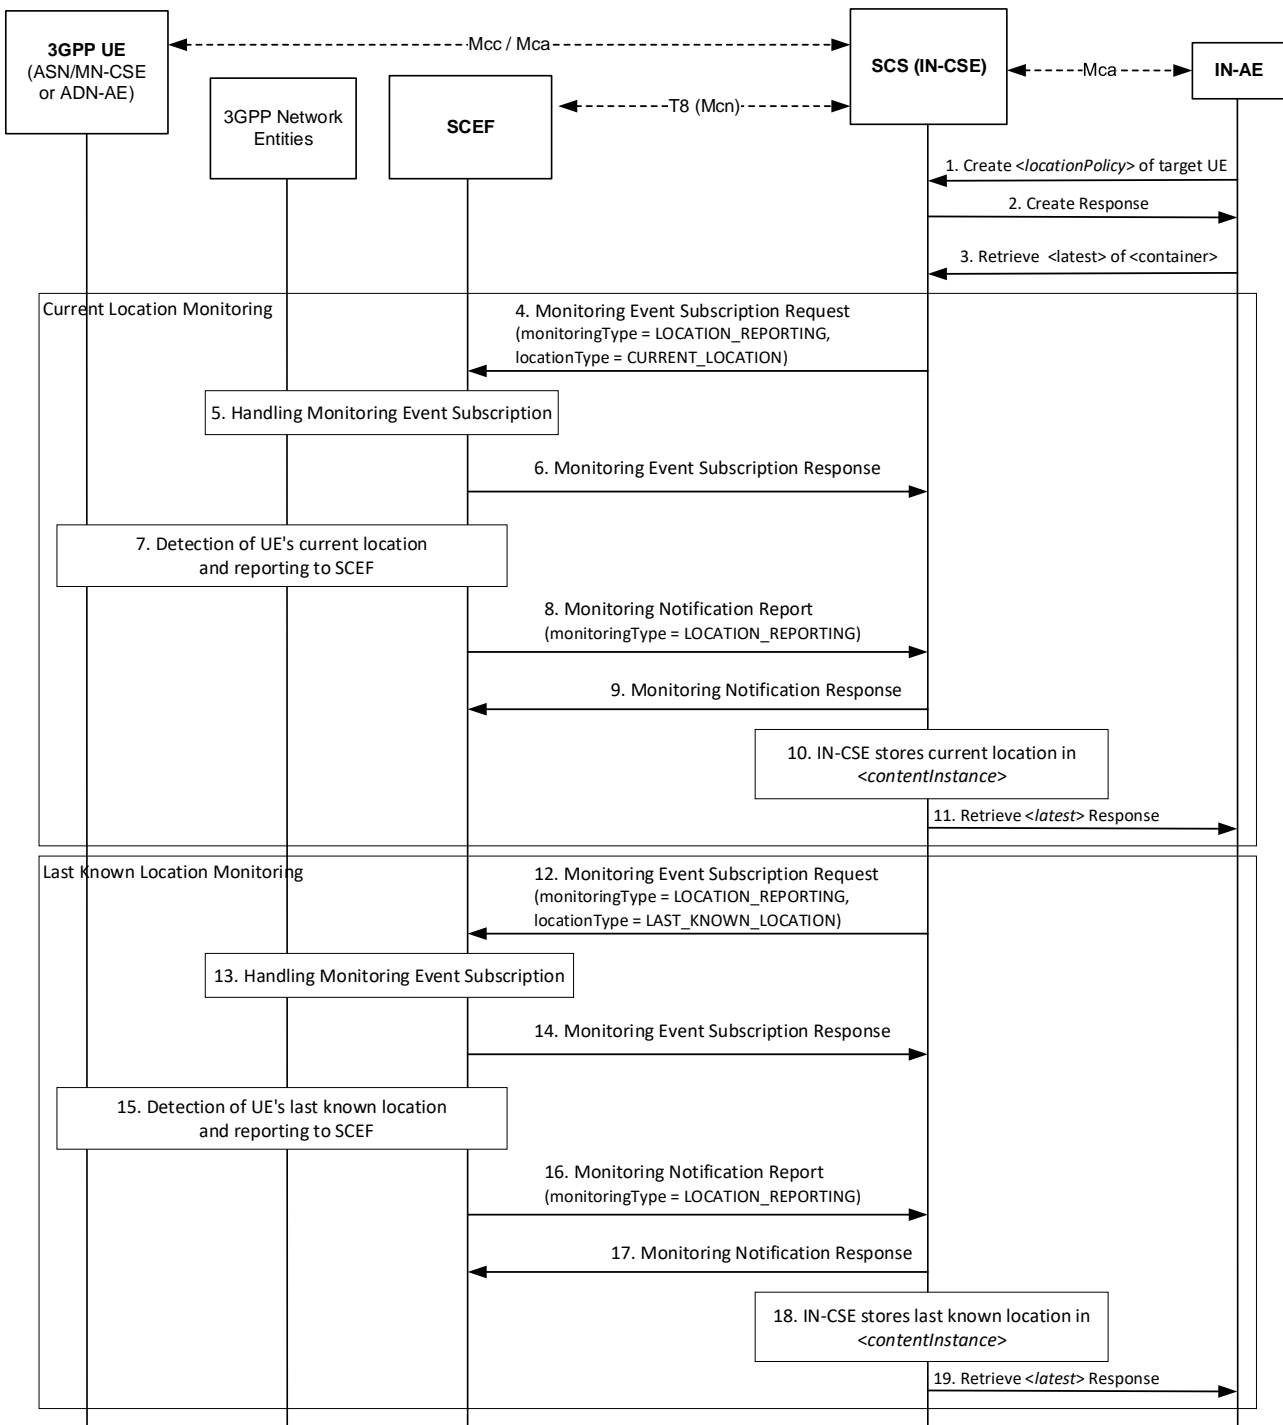 3GPP UE
(ASN/MN-CSE
or ADN-AE)
Mcc / Mca
SCS (IN-CSE)
Mca
IN-AE
3GPP Network
Entities
SCEF
T8 (Mcn)
1. Create <locationPolicy> of target UE
2. Create Response
3. Retrieve <latest> of <container>
Current Location Monitoring
4. Monitoring Event Subscription Request
(monitoringType = LOCATION_REPORTING,
locationType = CURRENT_LOCATION)
5. Handling Monitoring Event Subscription
6. Monitoring Event Subscription Response
7. Detection of UE's current location
and reporting to SCEF
8. Monitoring Notification Report
(monitoringType = LOCATION_REPORTING)
9. Monitoring Notification Response
10. IN-CSE stores current location in
<contentInstance>
11. Retrieve <latest> Response
Last Known Location Monitoring
12. Monitoring Event Subscription Request
(monitoringType = LOCATION_REPORTING,
locationType = LAST_KNOWN_LOCATION)
13. Handling Monitoring Event Subscription
14. Monitoring Event Subscription Response
15. Detection of UE's last known location
and reporting to SCEF
16. Monitoring Notification Report
(monitoringType = LOCATION_REPORTING)
17. Monitoring Notification Response
18. IN-CSE stores last known location in
<contentInstance>
19. Retrieve <latest> Response